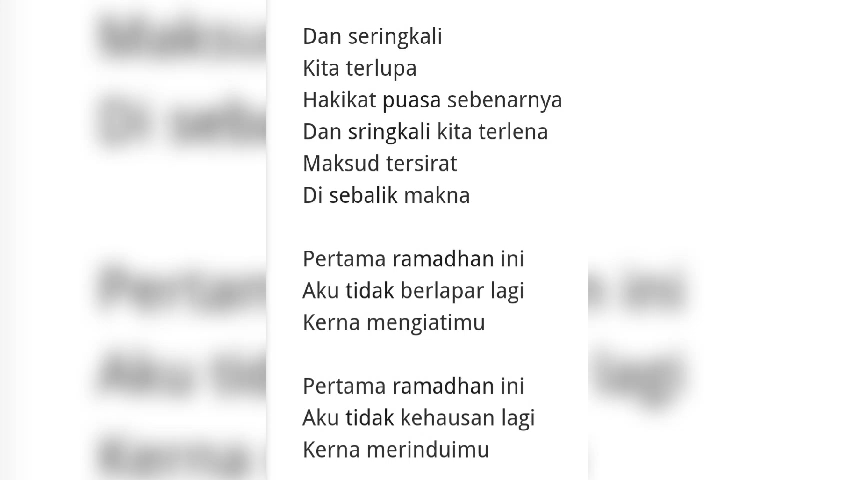 Dan seringkali
Kita terlupa
Hakikat puasa sebenarnya
Dan sringkali kita terlena
Maksud tersirat
Di sebalik makna
Pertama ramadhan ini
Aku tidak berlapar lagi
Kerna mengiatimu
Pertama ramadhan ini
Aku tidak kehausan lagi
Kerna merinduimu